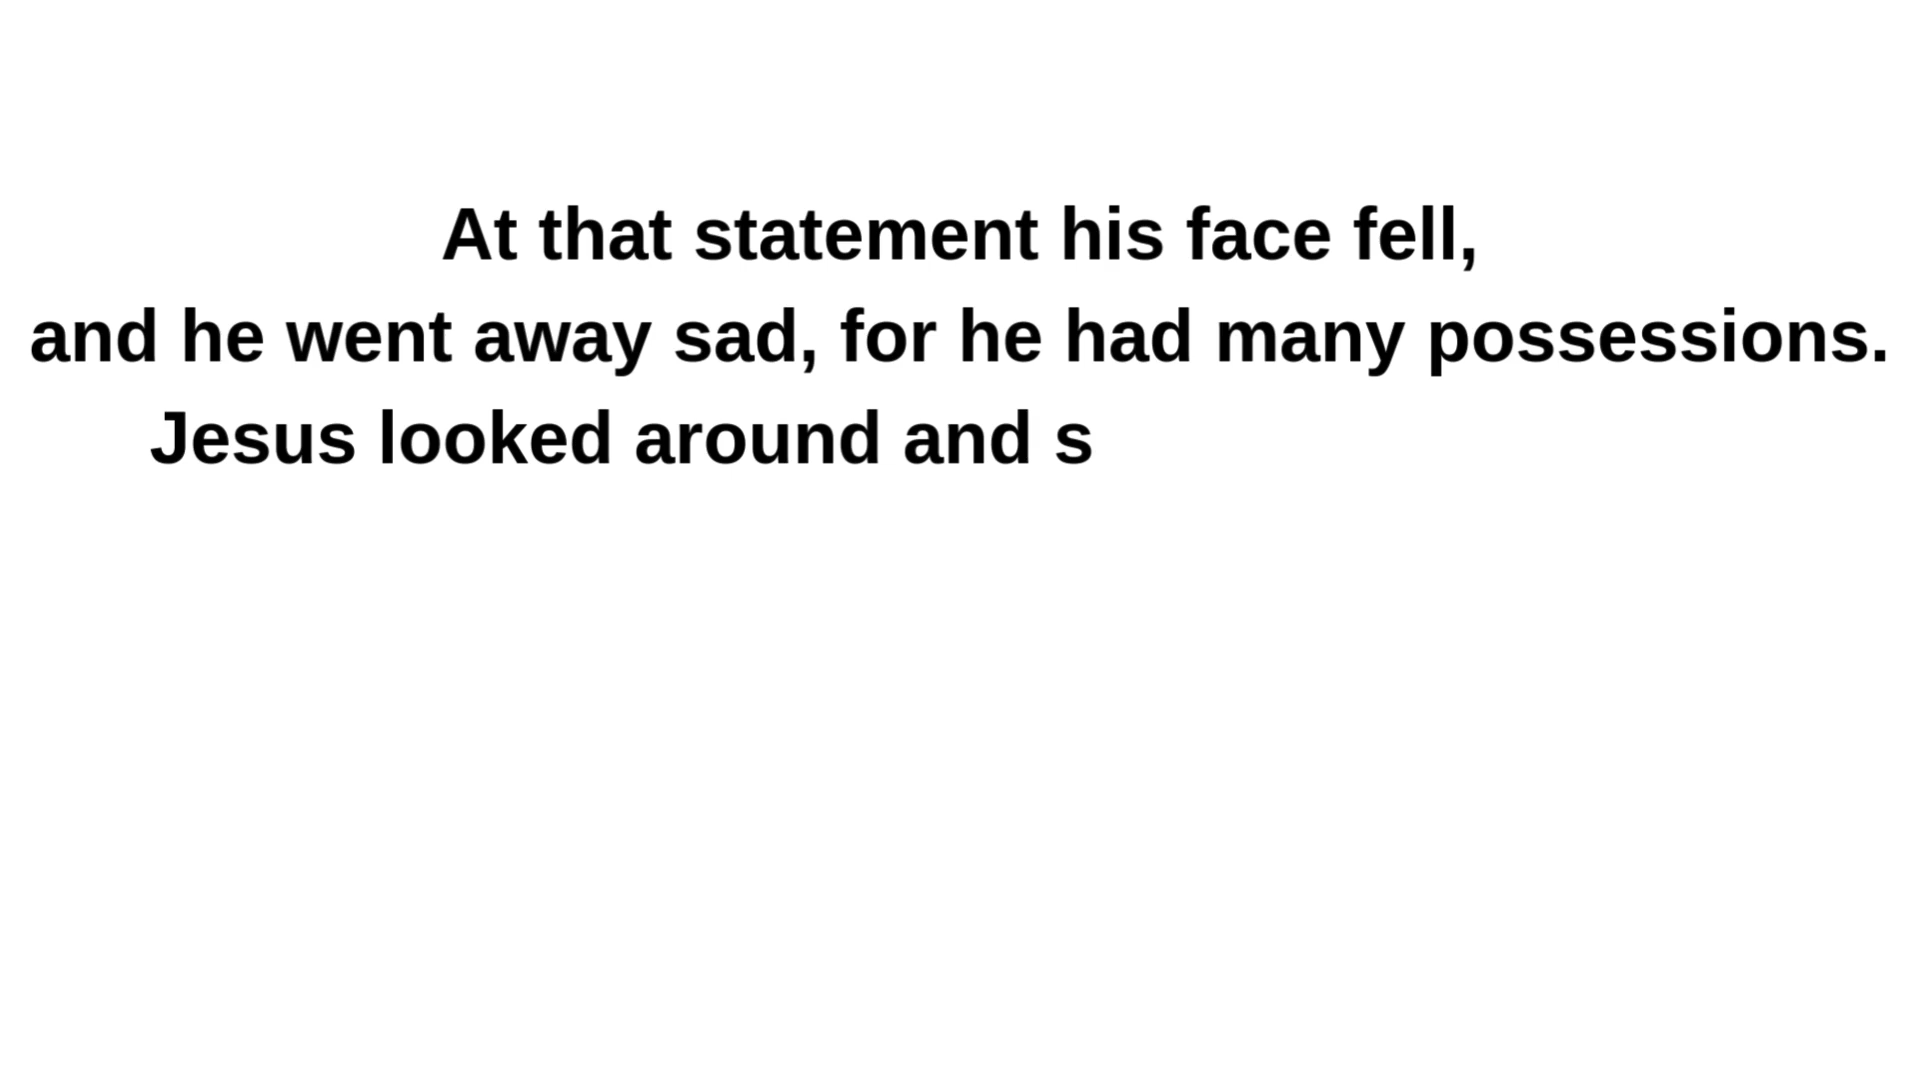 At that statement his face fell,
and he went away sad, for he had many possessions.
Jesus looked around and s